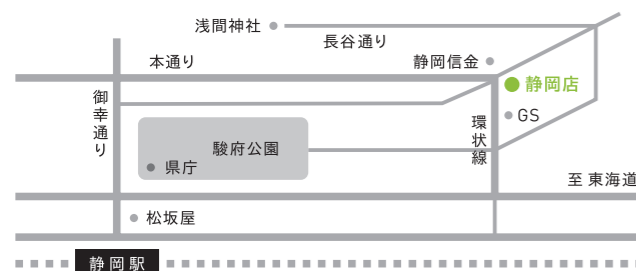 浅間神社
長谷通り
本通り
静岡信金
静岡店
御幸通り
GS
環状線
駿府公園
県庁
至 東海道
松坂屋
静岡駅